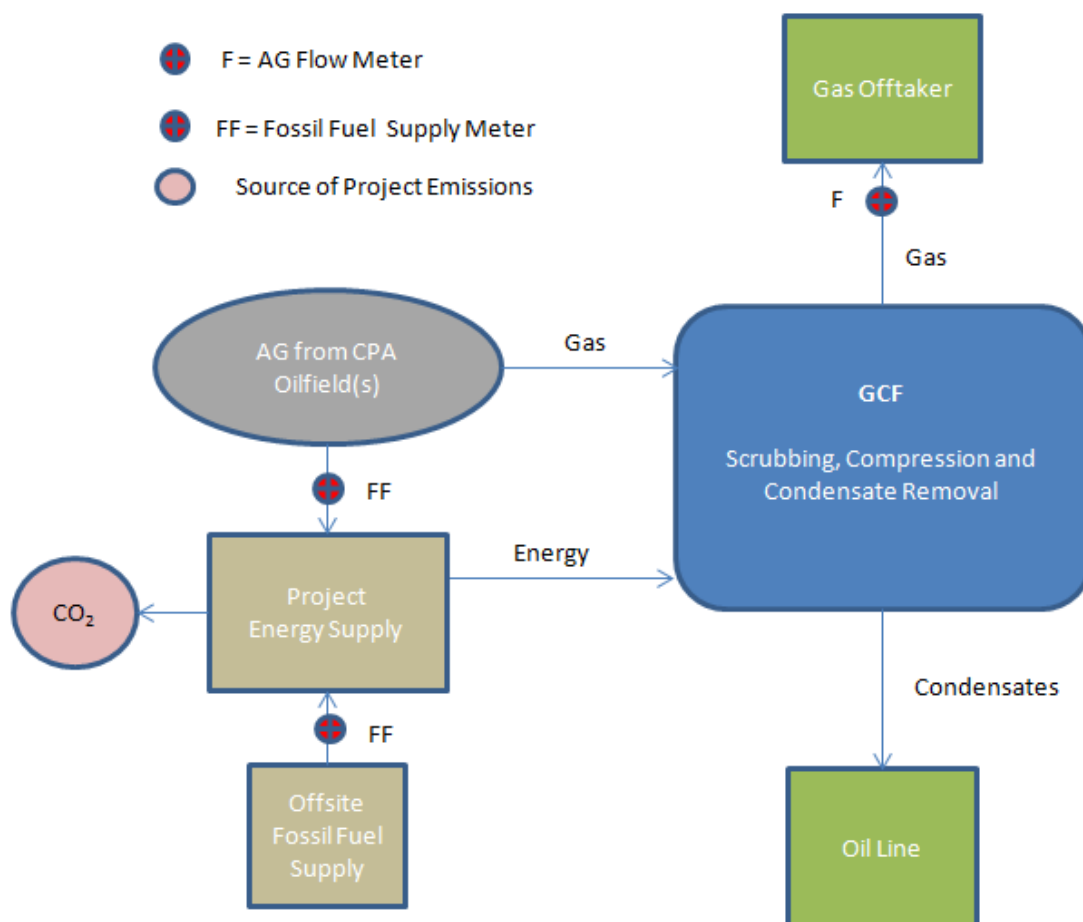 F = AG Flow Meter
FF = Fossil Fuel Supply Meter
Source of Project Emissions
Gas Offtaker
F
Gas
AG from CPA
Oilfield(s)
Gas
GCF
Scrubbing, Compression and
Condensate Removal
FF
Energy
Project
Energy Supply
CO₂
FF
Condensates
Offsite
Fossil Fuel
Supply
Oil Line